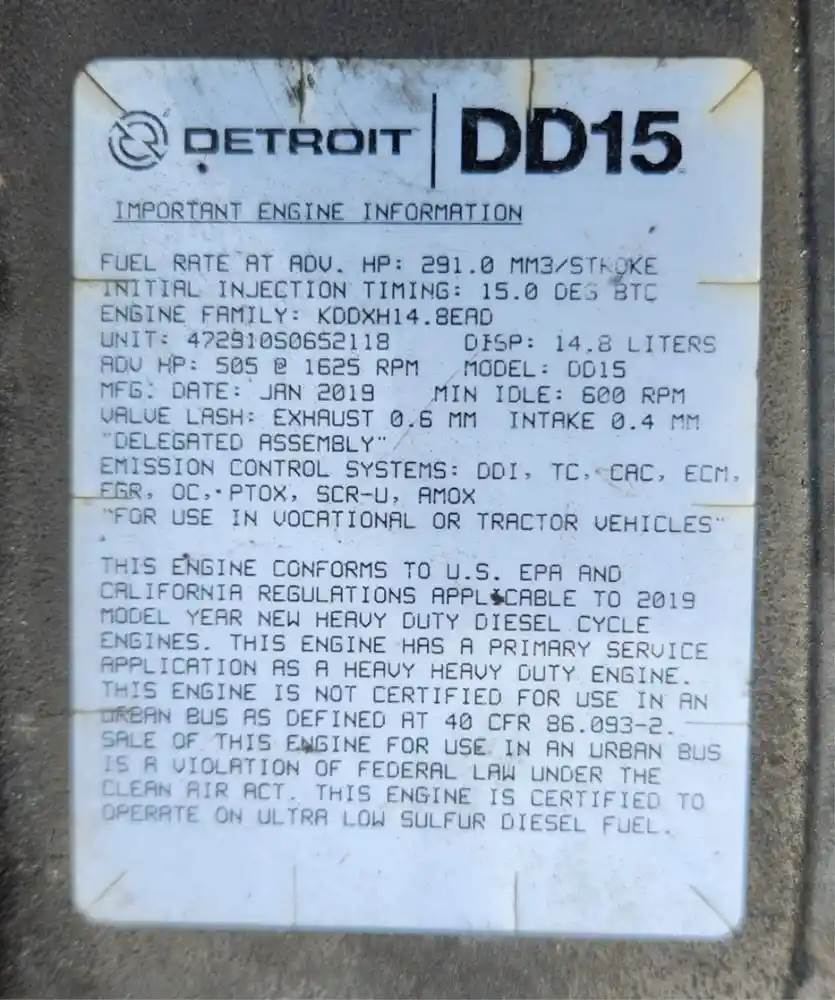 DETROIT | DD15
IMPORTANT ENGINE INFORMATION
FUEL RATE AT ADV. HP: 291.0 MM3/STROKE
INITIAL INJECTION TIMING: 15.0 DEG BTC
ENGINE FAMILY: KDDXH14.8EAD
UNIT: 472910S0652118 DISP: 14.8 LITERS
ADV HP: 505 @ 1625 RPM MODEL: DD15
MFG. DATE: JAN 2019 MIN IDLE: 600 RPM
VALVE LASH: EXHAUST 0.6 MM INTAKE 0.4 MM
"DELEGATED ASSEMBLY"
EMISSION CONTROL SYSTEMS: DDI, TC, CAC, ECM,
EGR, OC, PTOX, SCR-U, AMOX
"FOR USE IN VOCATIONAL OR TRACTOR VEHICLES"
THIS ENGINE CONFORMS TO U.S. EPA AND
CALIFORNIA REGULATIONS APPLICABLE TO 2019
MODEL YEAR NEW HEAVY DUTY DIESEL CYCLE
ENGINES. THIS ENGINE HAS A PRIMARY SERVICE
APPLICATION AS A HEAVY HEAVY DUTY ENGINE.
THIS ENGINE IS NOT CERTIFIED FOR USE IN AN
URBAN BUS AS DEFINED AT 40 CFR 86.093-2.
SALE OF THIS ENGINE FOR USE IN AN URBAN BUS
IS A VIOLATION OF FEDERAL LAW UNDER THE
CLEAN AIR ACT. THIS ENGINE IS CERTIFIED TO
OPERATE ON ULTRA LOW SULFUR DIESEL FUEL.